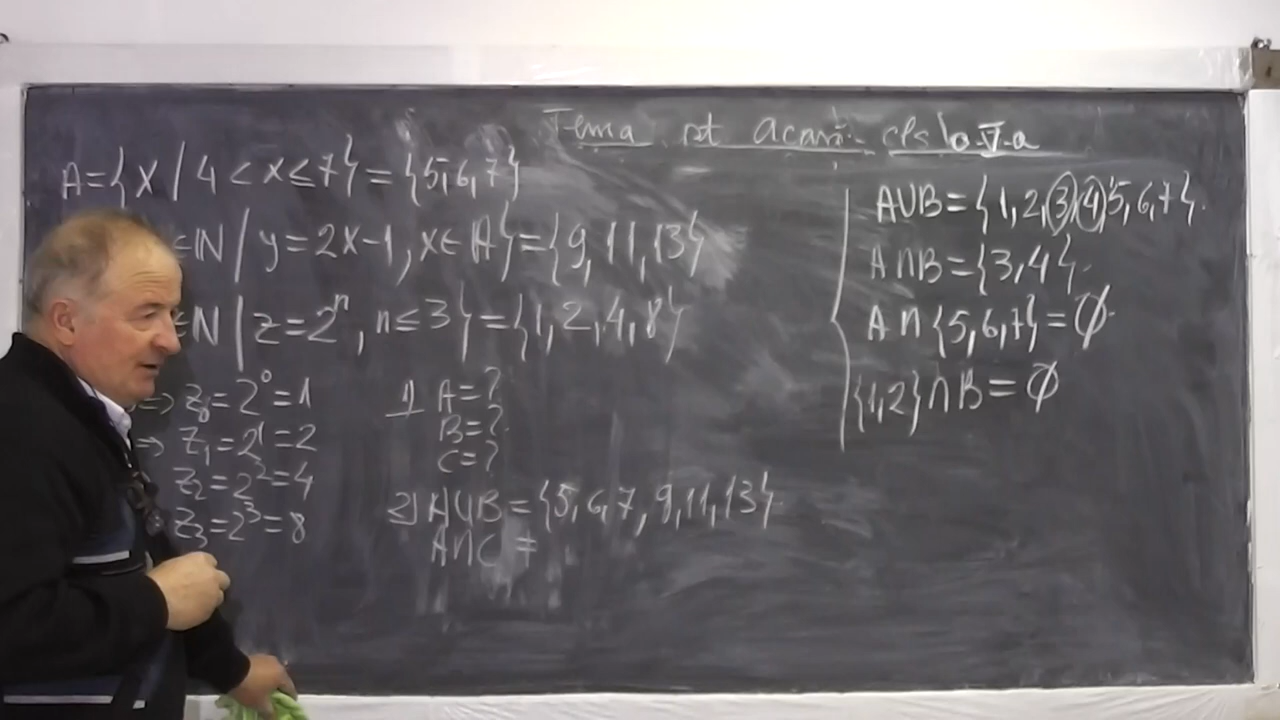 Tema pt acasă cls a V-a
A={x / 4 < x ≤ 7} = {5,6,7}
∈ℕ / y = 2x-1, x∈A} = {9,11,13}
∈ℕ | z = 2ⁿ, n ≤ 3} = {1,2,4,8}
=> z₀ = 2⁰ = 1
=> z₁ = 2¹ = 2
z₂ = 2² = 4
z₃ = 2³ = 8
1) A=?
B=?
C=?
2) A∪B = {5,6,7,9,11,13}.
A∩C =
A∪B = {1,2,3,4,5,6,7}.
A∩B = {3,4}.
A∩{5,6,7} = ∅.
{1,2}∩B = ∅